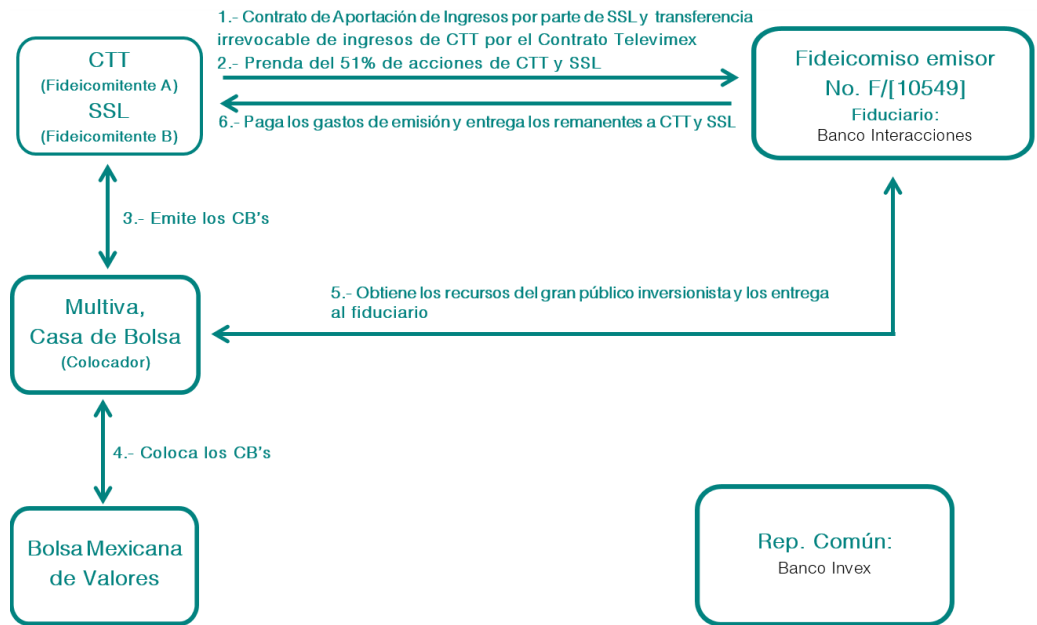 1.- Contrato de Aportación de Ingresos por parte de SSL y transferencia
irrevocable de ingresos de CTT por el Contrato Televimex
2.- Prenda del 51% de acciones de CTT y SSL
CTT
(Fideicomitente A)
SSL
(Fideicomitente B)
Fideicomiso emisor
No. F/[10549]
Fiduciario:
Banco Interacciones
6.- Paga los gastos de emisión y entrega los remanentes a CTT y SSL
3.- Emite los CB's
Multiva,
Casa de Bolsa
(Colocador)
5.- Obtiene los recursos del gran público inversionista y los entrega
al fiduciario
4.- Coloca los CB's
Bolsa Mexicana
de Valores
Rep. Común:
Banco Invex